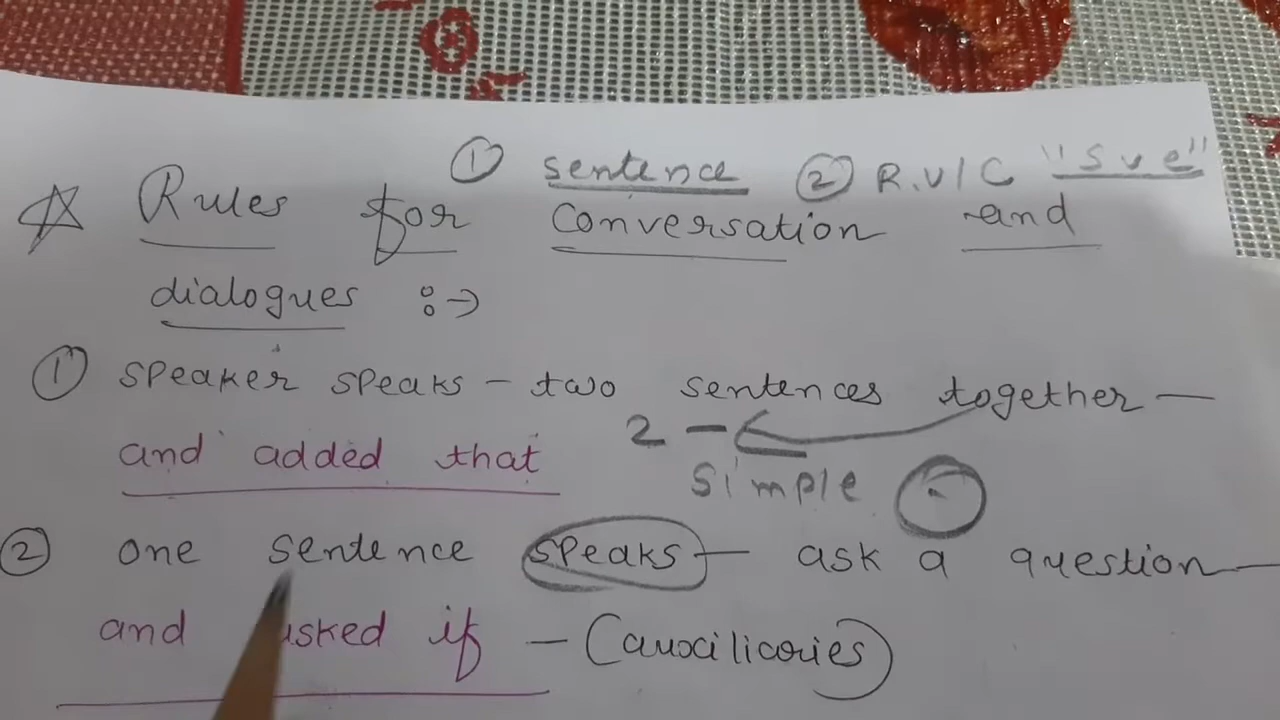 ① sentence ② R.V/C "Sve"
☆ Rules for conversation and
dialogues :→
① speaker speaks - two sentences together —
2 -
and added that
simple .
② one sentence speaks — ask a question —
and asked if - (auxiliaries)